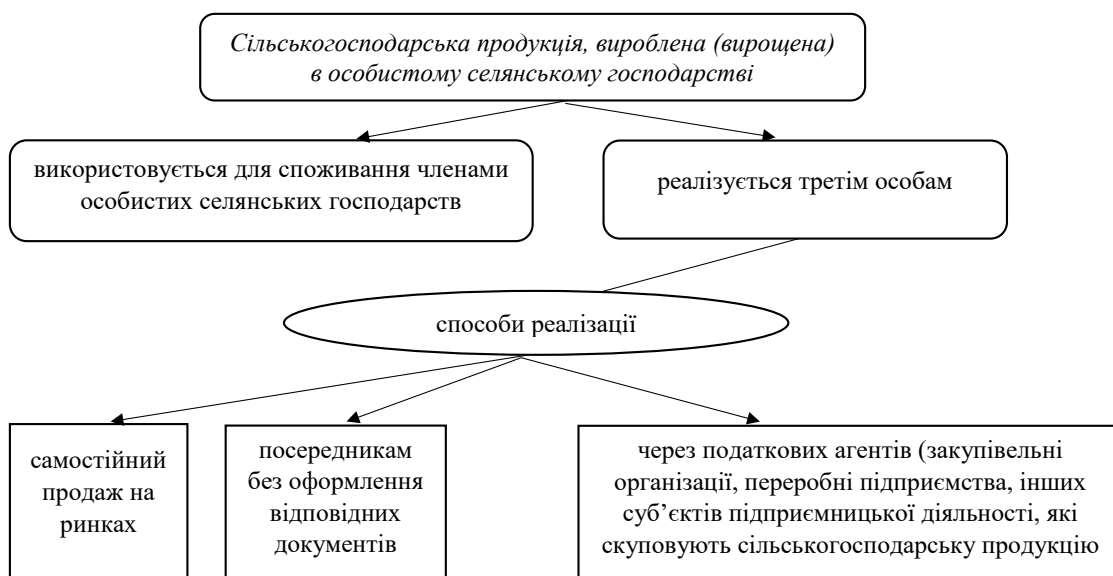 Сільськогосподарська продукція, вироблена (вирощена)
в особистому селянському господарстві
використовується для споживання членами
особистих селянських господарств
реалізується третім особам
способи реалізації
самостійний
продаж на
ринках
посередникам
без оформлення
відповідних
документів
через податкових агентів (закупівельні
організації, переробні підприємства, інших
суб’єктів підприємницької діяльності, які
скуповують сільськогосподарську продукцію